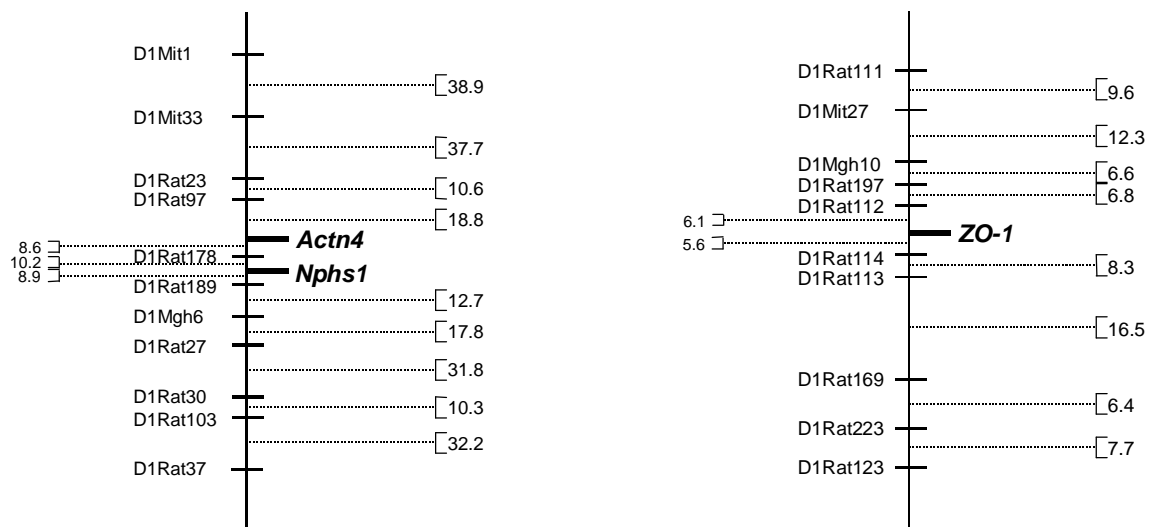 D1Mit1
38.9
D1Mit33
37.7
D1Rat23
10.6
D1Rat97
18.8
Actn4
8.6
D1Rat178
10.2
Nphs1
8.9
D1Rat189
12.7
D1Mgh6
17.8
D1Rat27
31.8
D1Rat30
10.3
D1Rat103
32.2
D1Rat37
D1Rat111
9.6
D1Mit27
12.3
D1Mgh10
6.6
D1Rat197
6.8
D1Rat112
6.1
ZO-1
5.6
D1Rat114
8.3
D1Rat113
16.5
D1Rat169
6.4
D1Rat223
7.7
D1Rat123